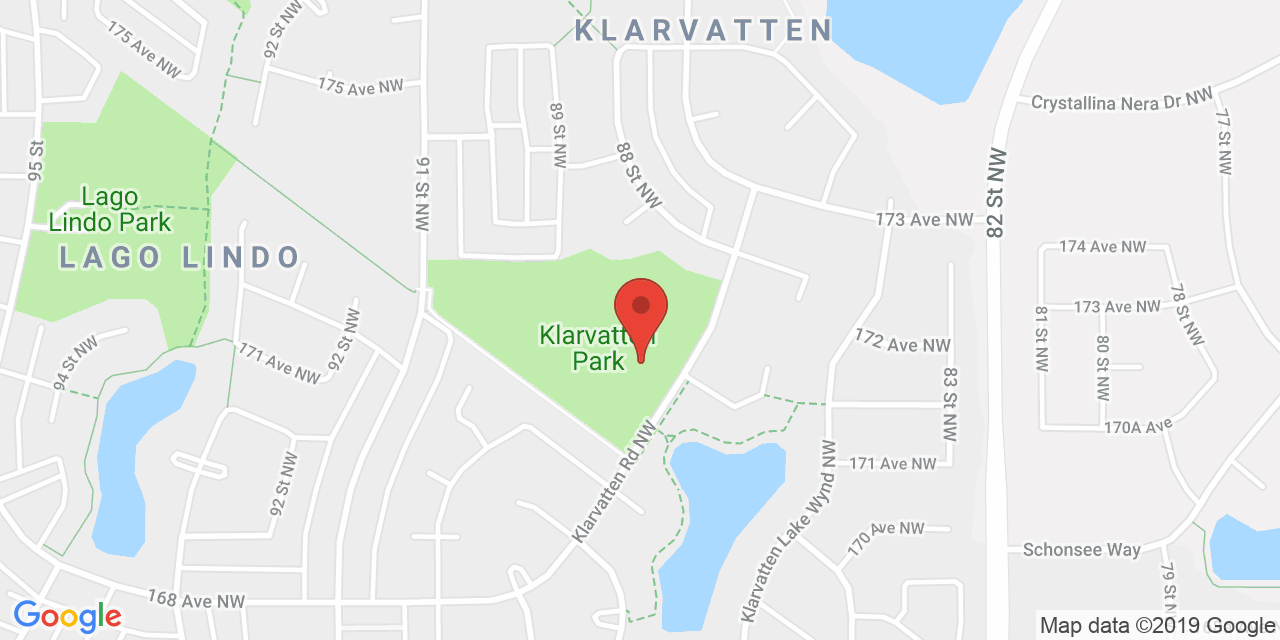 KLARVATTEN
92 St NW
175 Ave NW
175 Ave NW
Crystallina Nera Dr NW
77 St NW
89 St NW
95 St
91 St NW
88 St NW
82 St NW
Lago
Lindo Park
173 Ave NW
LAGO LINDO
174 Ave NW
173 Ave NW
78 St NW
81 St NW
80 St NW
Klarvatten
Park
92 St NW
172 Ave NW
94 St NW
171 Ave NW
83 St NW
170A Ave
Klarvatten Rd NW
171 Ave NW
92 St NW
Klarvatten Lake Wynd NW
170 Ave NW
Schonsee Way
79 St N
168 Ave NW
Google
Map data ©2019 Google